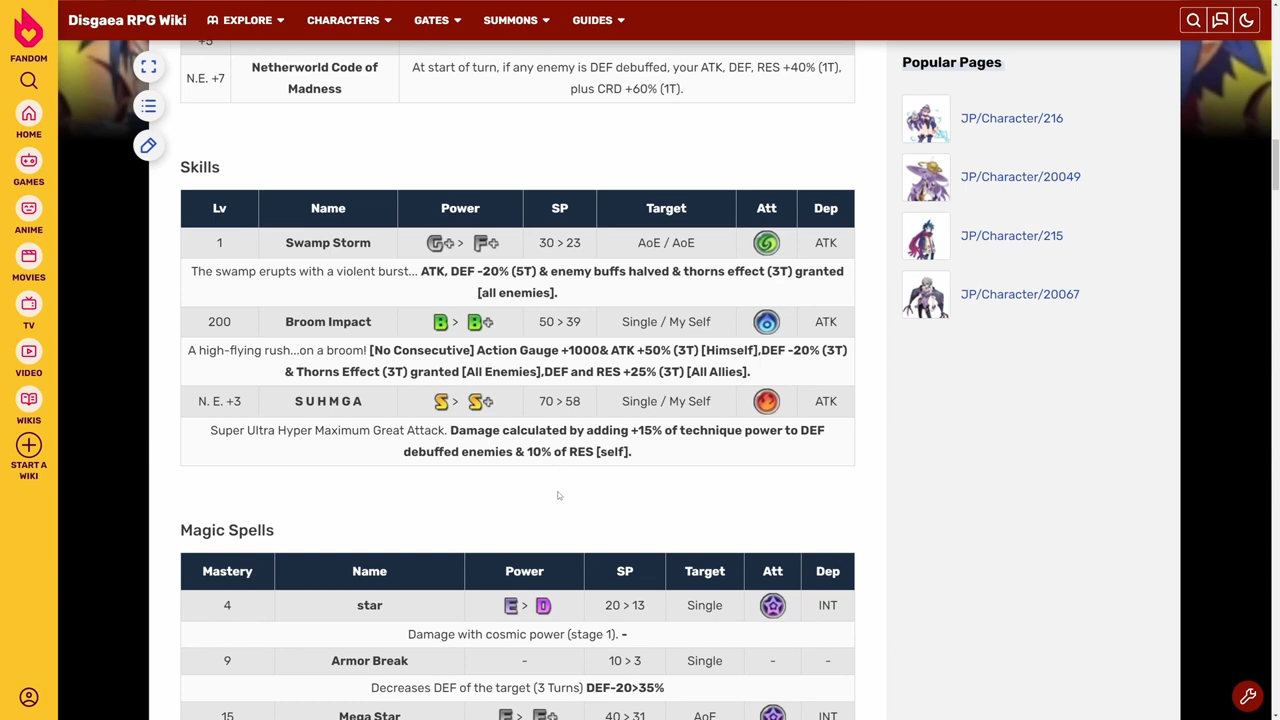 Disgaea RPG Wiki
EXPLORE
CHARACTERS
GATES
SUMMONS
GUIDES
FANDOM
HOME
GAMES
ANIME
MOVIES
TV
VIDEO
WIKIS
START A
WIKI
+5
N.E. +7
Netherworld Code of
Madness
At start of turn, if any enemy is DEF debuffed, your ATK, DEF, RES +40% (1T),
plus CRD +60% (1T).
Skills
Lv Name Power SP Target Att Dep
1 Swamp Storm G+ > F+ 30 > 23 AoE / AoE ATK
The swamp erupts with a violent burst... ATK, DEF -20% (5T) & enemy buffs halved & thorns effect (3T) granted
[all enemies].
200 Broom Impact B > B+ 50 > 39 Single / My Self ATK
A high-flying rush...on a broom! [No Consecutive] Action Gauge +1000& ATK +50% (3T) [Himself],DEF -20% (3T)
& Thorns Effect (3T) granted [All Enemies],DEF and RES +25% (3T) [All Allies].
N. E. +3 S U H M G A S > S+ 70 > 58 Single / My Self ATK
Super Ultra Hyper Maximum Great Attack. Damage calculated by adding +15% of technique power to DEF
debuffed enemies & 10% of RES [self].
Magic Spells
Mastery Name Power SP Target Att Dep
4 star E > D 20 > 13 Single INT
Damage with cosmic power (stage 1). -
9 Armor Break - 10 > 3 Single - -
Decreases DEF of the target (3 Turns) DEF-20>35%
15 Mega Star E > E+ 40 > 31 AoE INT
Popular Pages
JP/Character/216
JP/Character/20049
JP/Character/215
JP/Character/20067